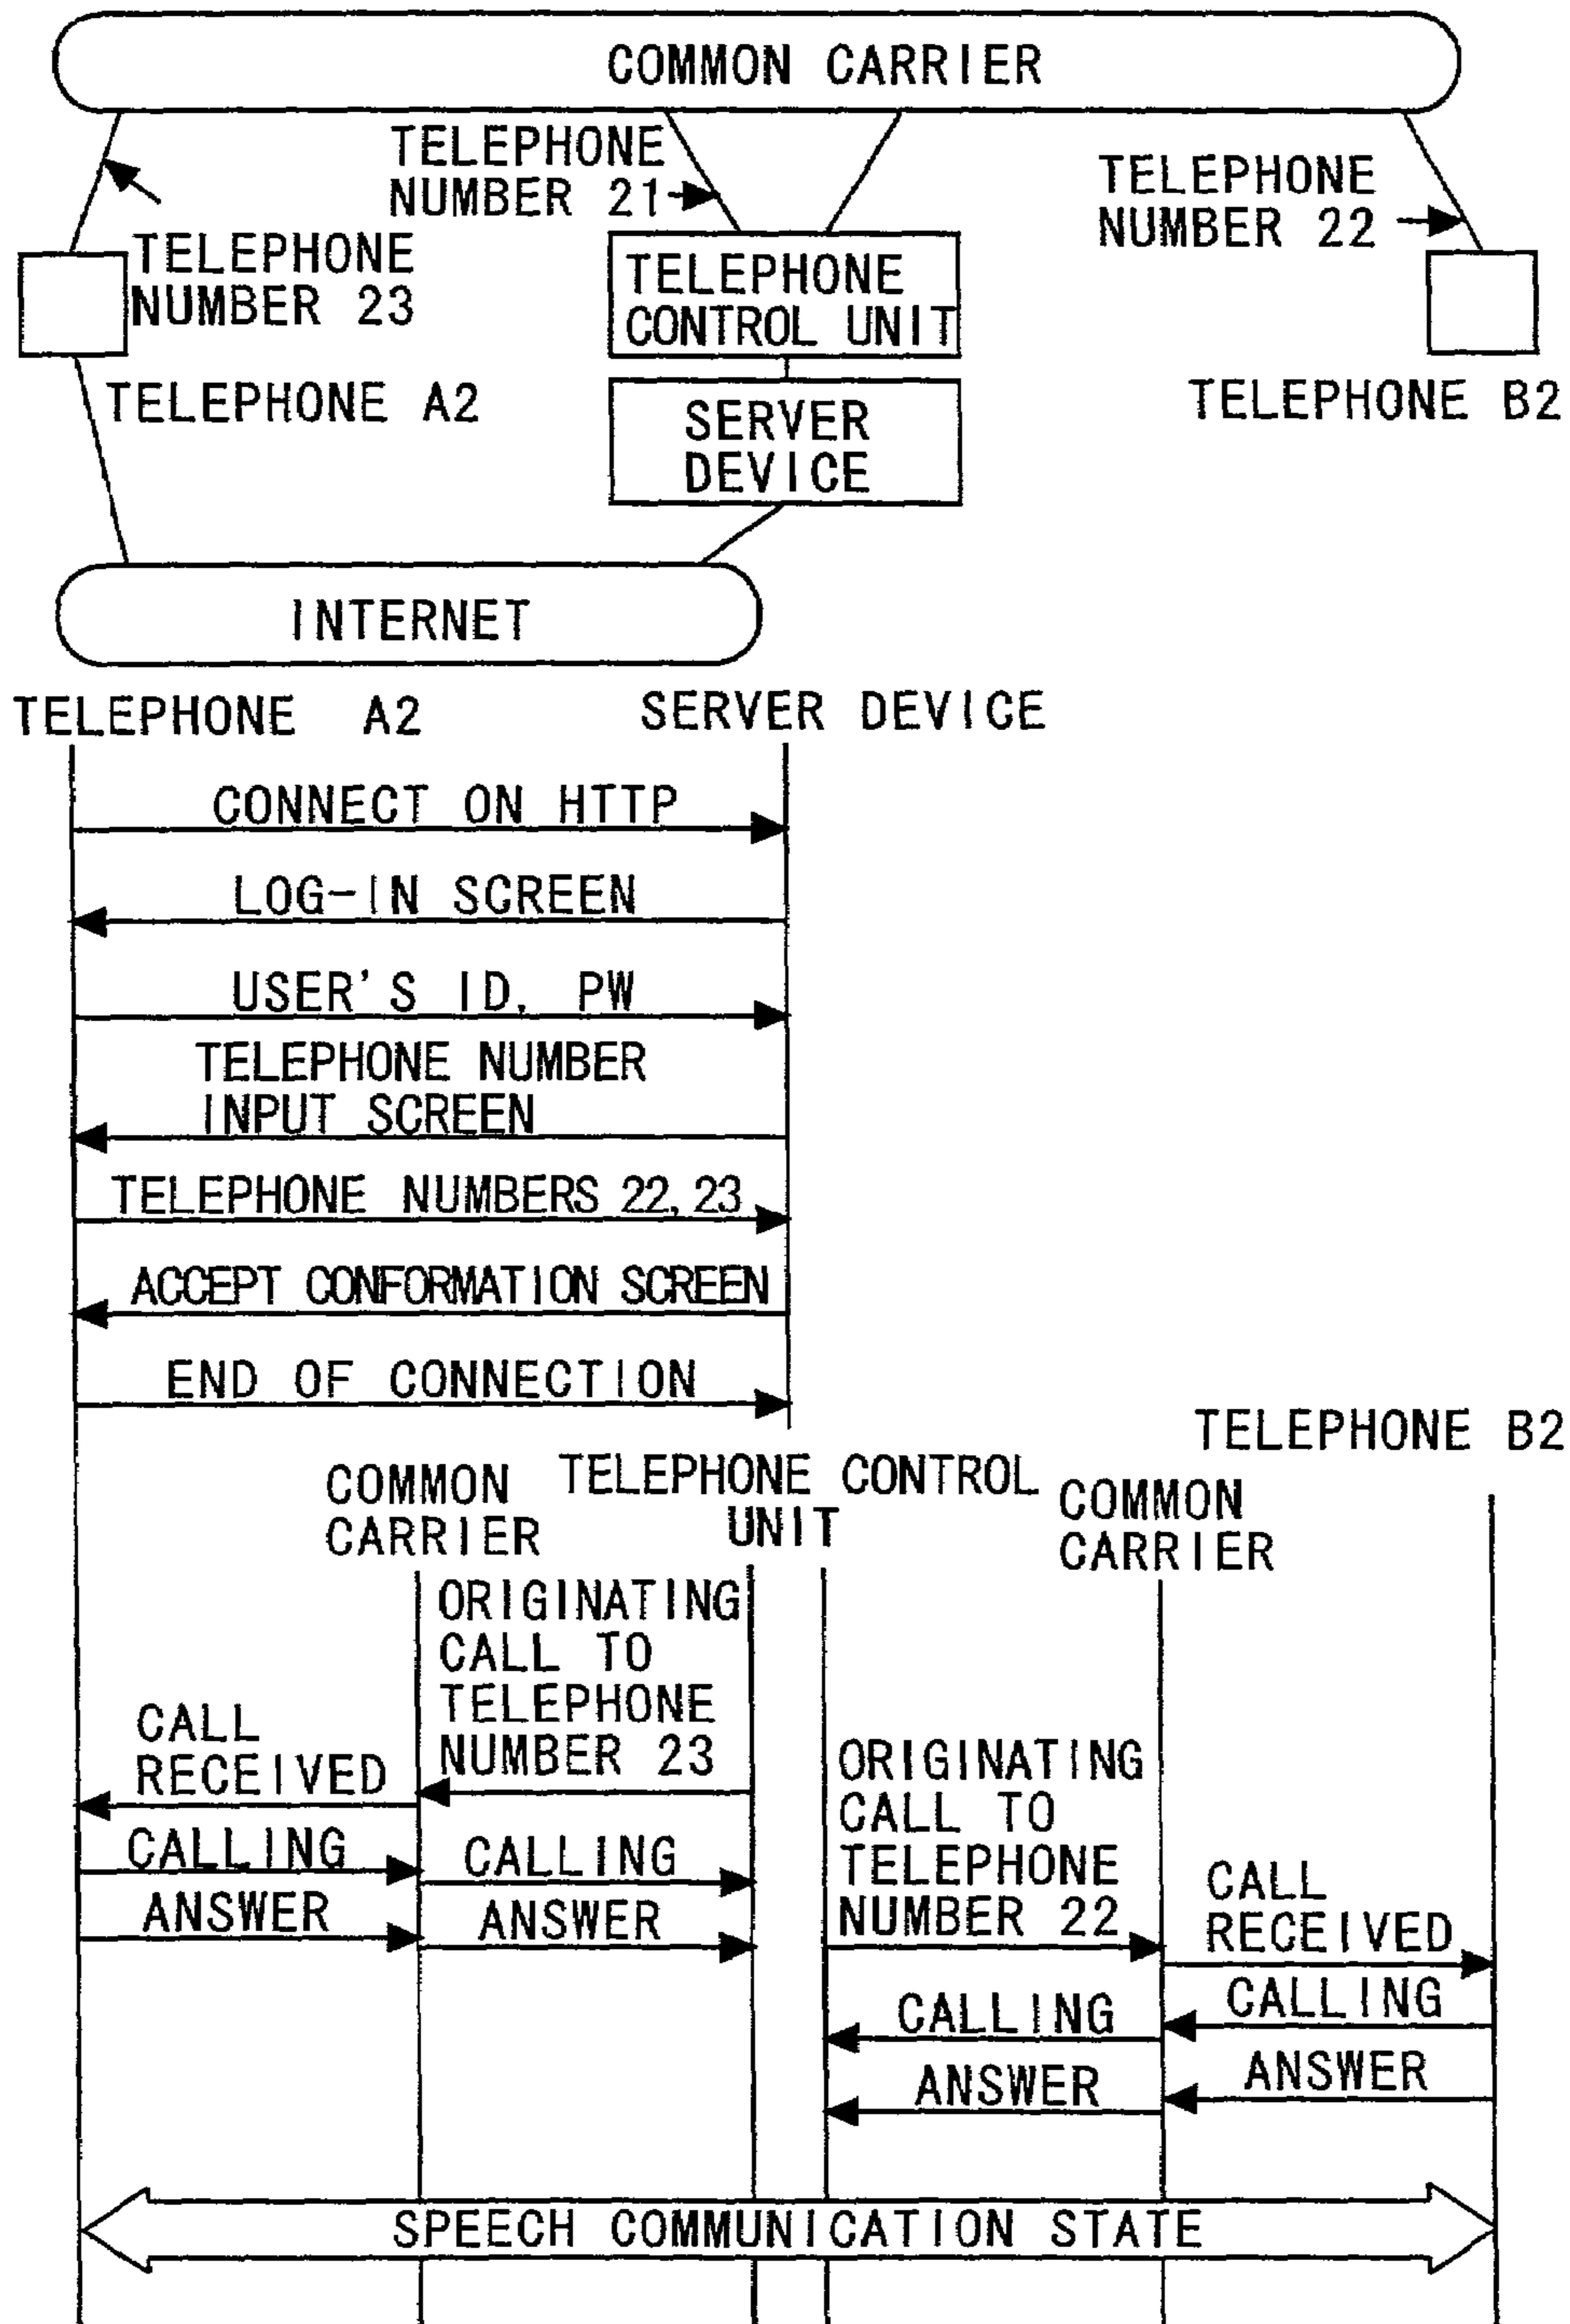 COMMON CARRIER
TELEPHONE
NUMBER 21
TELEPHONE
NUMBER 22
TELEPHONE
NUMBER 23
TELEPHONE
CONTROL UNIT
TELEPHONE A2
SERVER
DEVICE
TELEPHONE B2
INTERNET
TELEPHONE A2
SERVER DEVICE
CONNECT ON HTTP
LOG-IN SCREEN
USER'S ID, PW
TELEPHONE NUMBER
INPUT SCREEN
TELEPHONE NUMBERS 22, 23
ACCEPT CONFORMATION SCREEN
END OF CONNECTION
TELEPHONE B2
COMMON
CARRIER
TELEPHONE CONTROL
UNIT
COMMON
CARRIER
ORIGINATING
CALL TO
TELEPHONE
NUMBER 23
CALL
RECEIVED
CALLING
CALLING
ANSWER
ANSWER
ORIGINATING
CALL TO
TELEPHONE
NUMBER 22
CALL
RECEIVED
CALLING
CALLING
ANSWER
ANSWER
SPEECH COMMUNICATION STATE